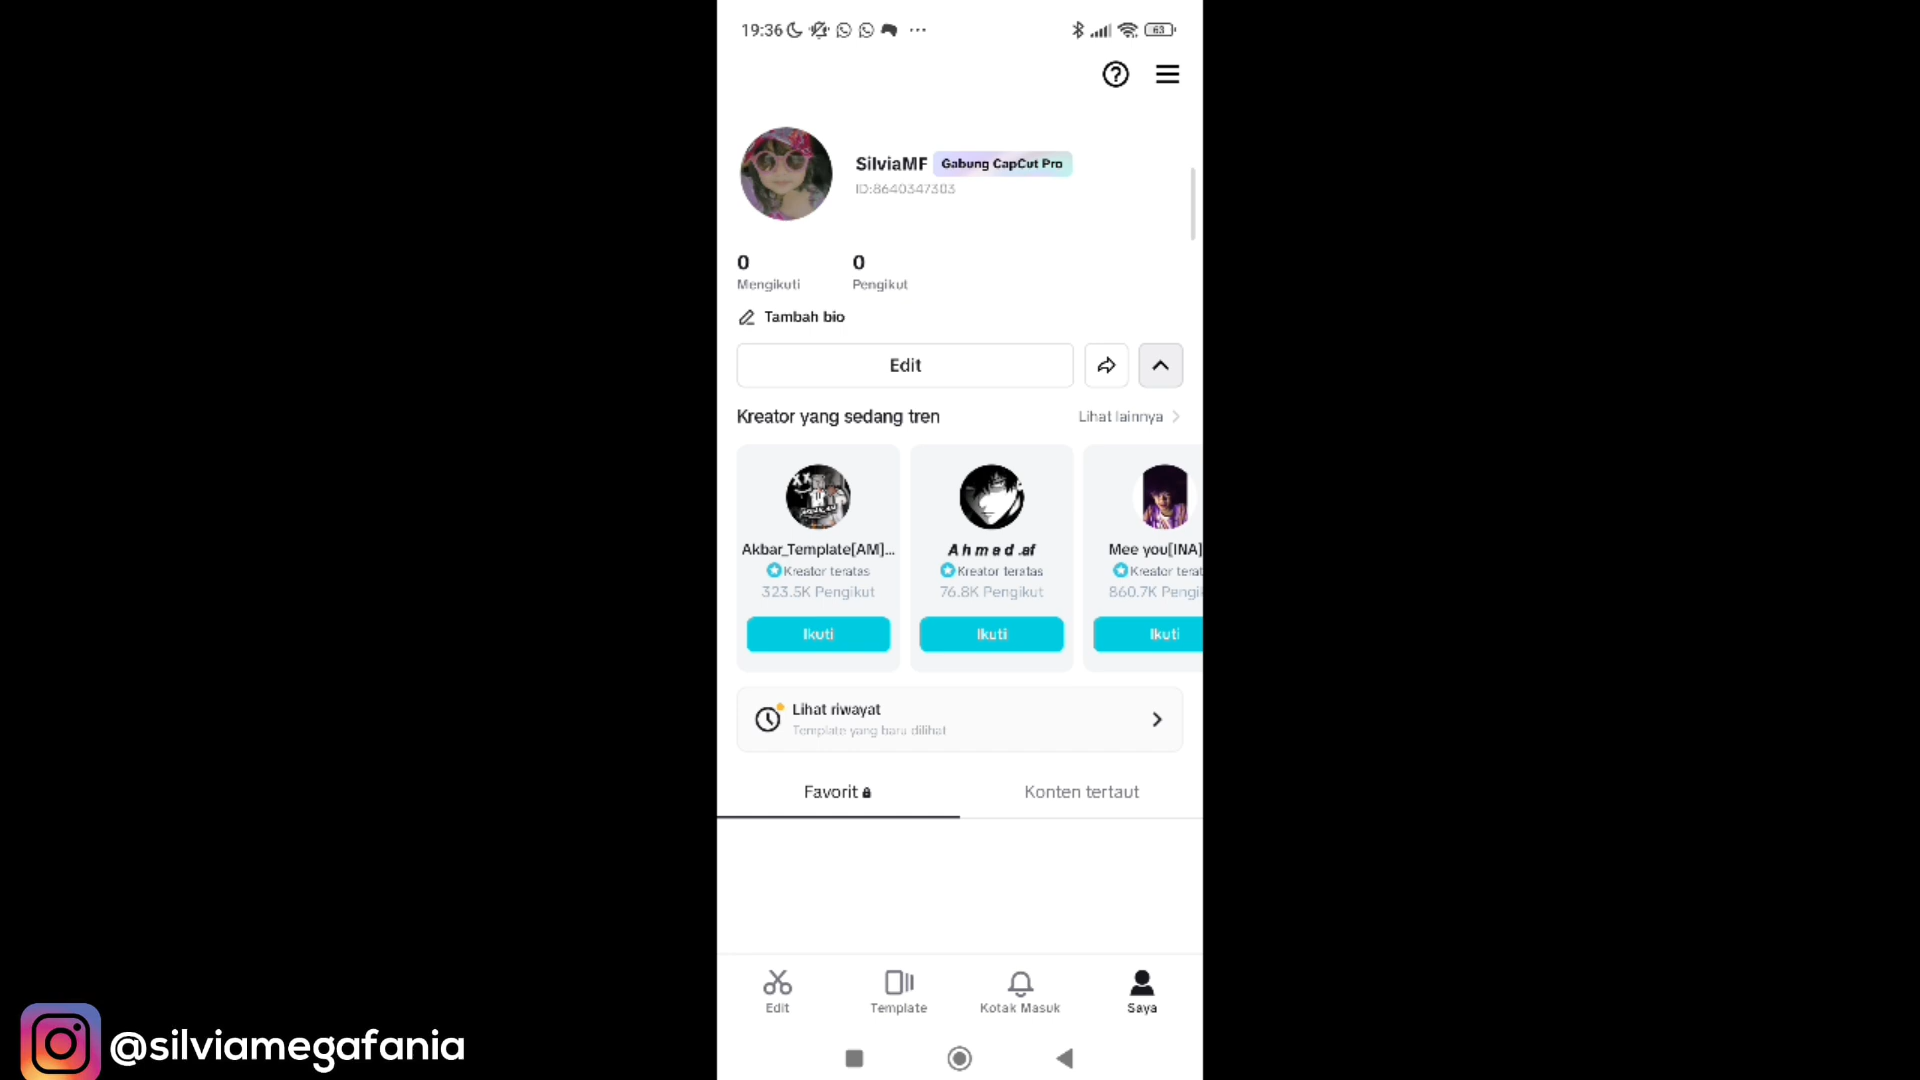 19:36
63
SilviaMF
Gabung CapCut Pro
ID:8640347303
0
Mengikuti
0
Pengikut
Tambah bio
Edit
Kreator yang sedang tren
Lihat lainnya
Akbar_Template[AM]...
Kreator teratas
323.5K Pengikut
Ikuti
Ahmad .af
Kreator teratas
76.8K Pengikut
Ikuti
Mee you[INA]
Kreator terat
860.7K Pengik
Ikuti
Lihat riwayat
Template yang baru dilihat
Favorit
Konten tertaut
Edit
Template
Kotak Masuk
Saya
@silviamegafania